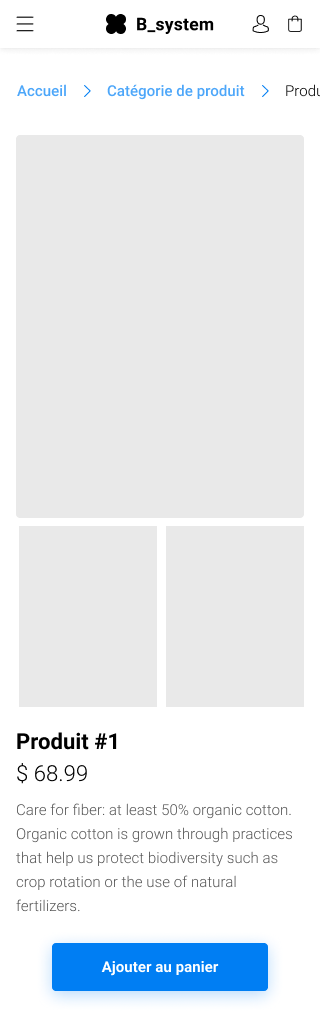 B_system
Accueil > Catégorie de produit > Produ
Produit #1
$ 68.99
Care for fiber: at least 50% organic cotton.
Organic cotton is grown through practices
that help us protect biodiversity such as
crop rotation or the use of natural
fertilizers.
Ajouter au panier